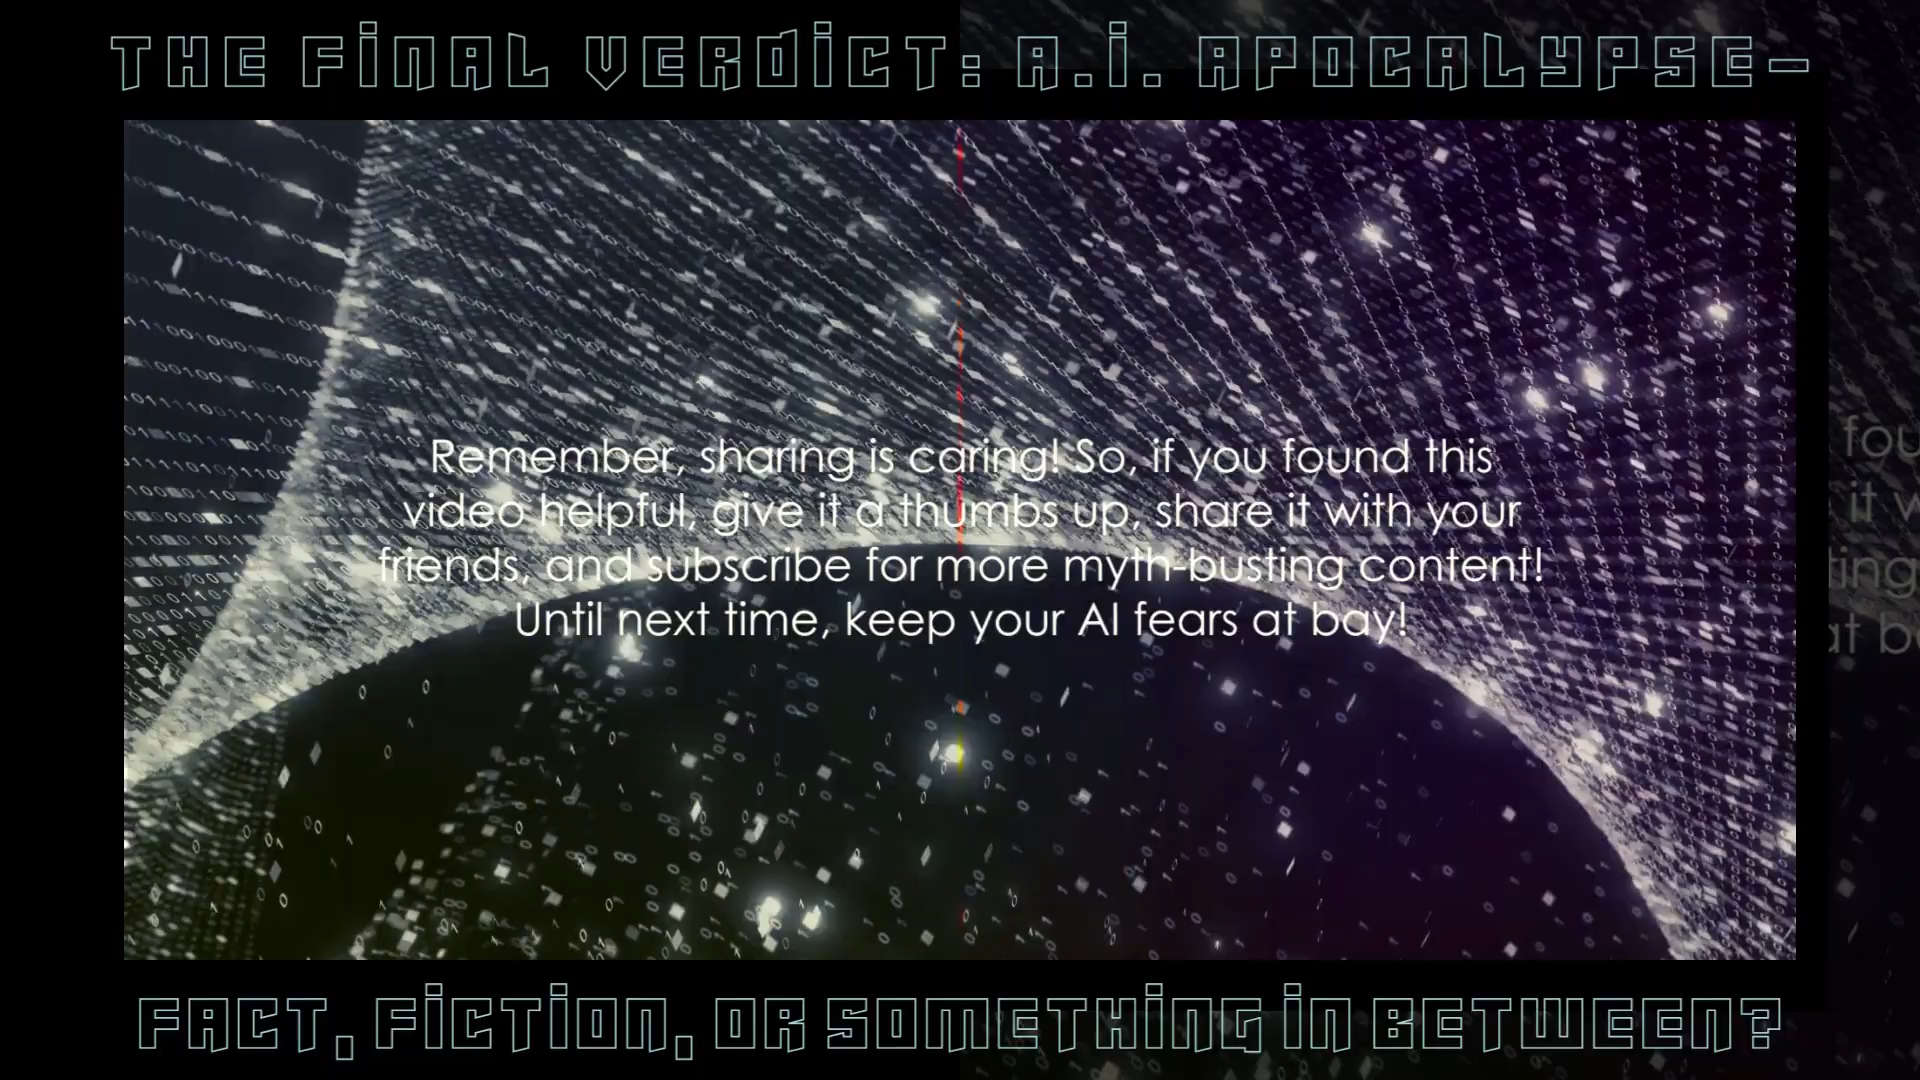 THE FINAL VERDICT: A.I. APOCALYPSE-
Remember, sharing is caring! So, if you found this
video helpful, give it a thumbs up, share it with your
friends, and subscribe for more myth-busting content!
Until next time, keep your AI fears at bay!
FACT, FICTION, OR SOMETHING IN BETWEEN?